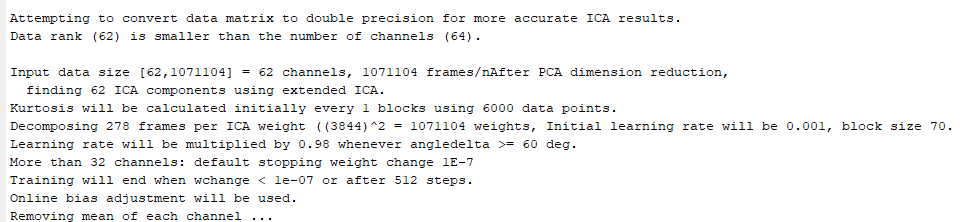 Attempting to convert data matrix to double precision for more accurate ICA results.
Data rank (62) is smaller than the number of channels (64).
Input data size [62,1071104] = 62 channels, 1071104 frames/nAfter PCA dimension reduction,
finding 62 ICA components using extended ICA.
Kurtosis will be calculated initially every 1 blocks using 6000 data points.
Decomposing 278 frames per ICA weight ((3844)^2 = 1071104 weights, Initial learning rate will be 0.001, block size 70.
Learning rate will be multiplied by 0.98 whenever angledelta >= 60 deg.
More than 32 channels: default stopping weight change 1E-7
Training will end when wchange < 1e-07 or after 512 steps.
Online bias adjustment will be used.
Removing mean of each channel ...